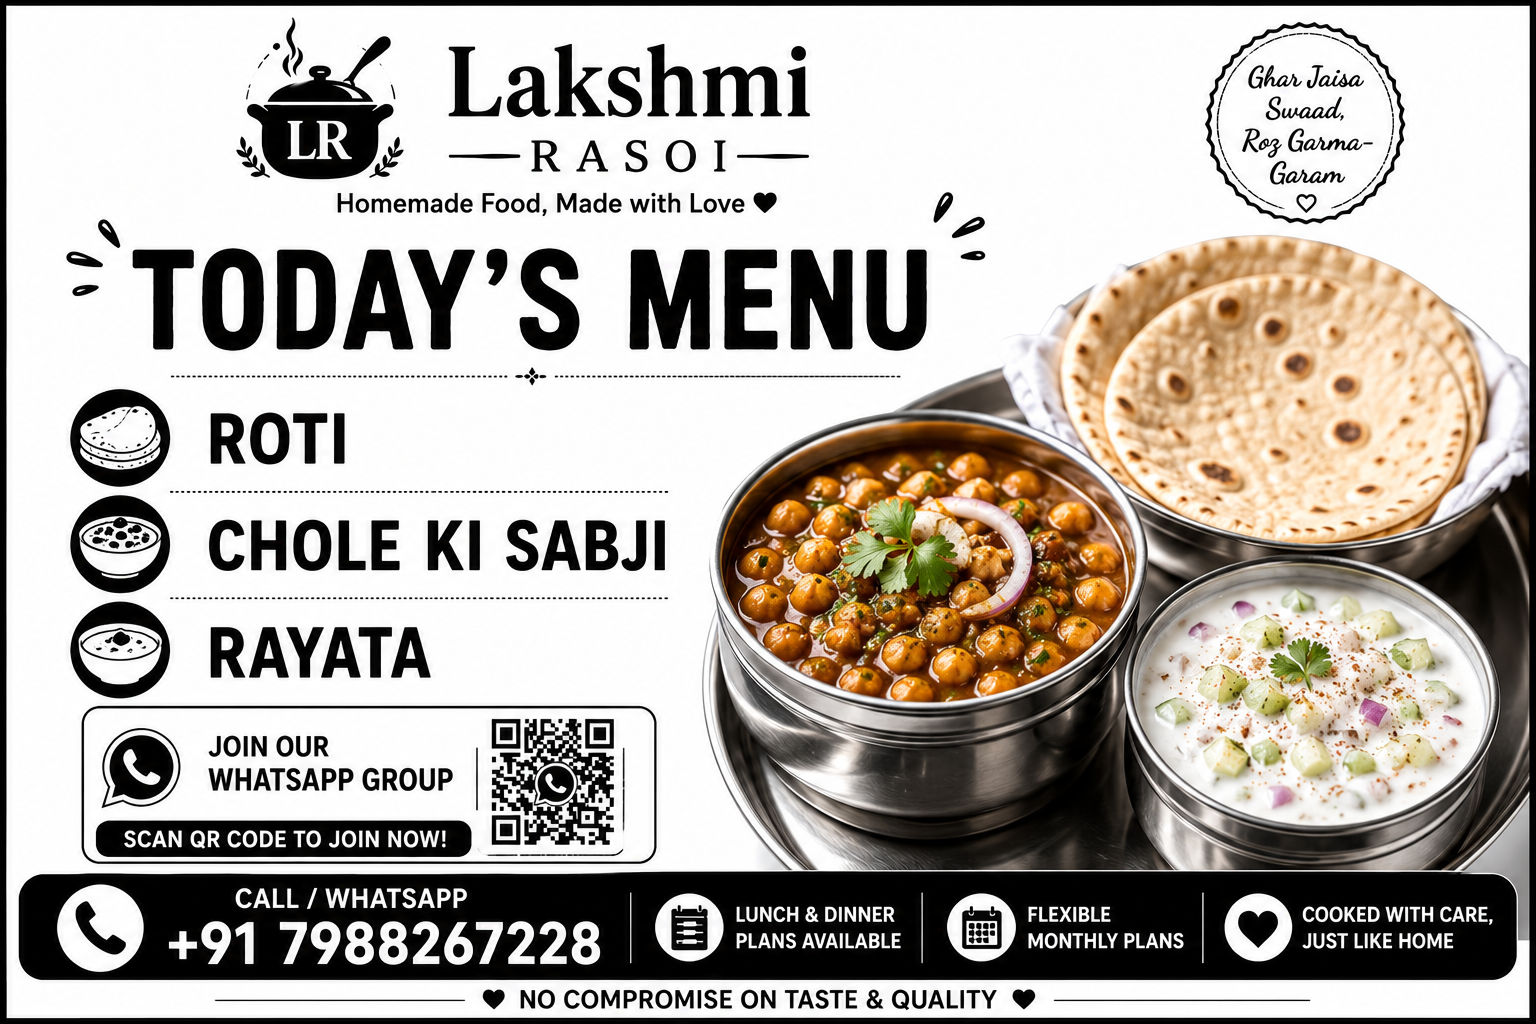 LR
Lakshmi
RASOI
Homemade Food, Made with Love ♥
Ghar Jaisa
Swaad,
Roz Garma-
Garam
TODAY'S MENU
ROTI
CHOLE KI SABJI
RAYATA
JOIN OUR
WHATSAPP GROUP
SCAN QR CODE TO JOIN NOW!
CALL / WHATSAPP
+91 7988267228
LUNCH & DINNER
PLANS AVAILABLE
FLEXIBLE
MONTHLY PLANS
COOKED WITH CARE,
JUST LIKE HOME
♥ NO COMPROMISE ON TASTE & QUALITY ♥